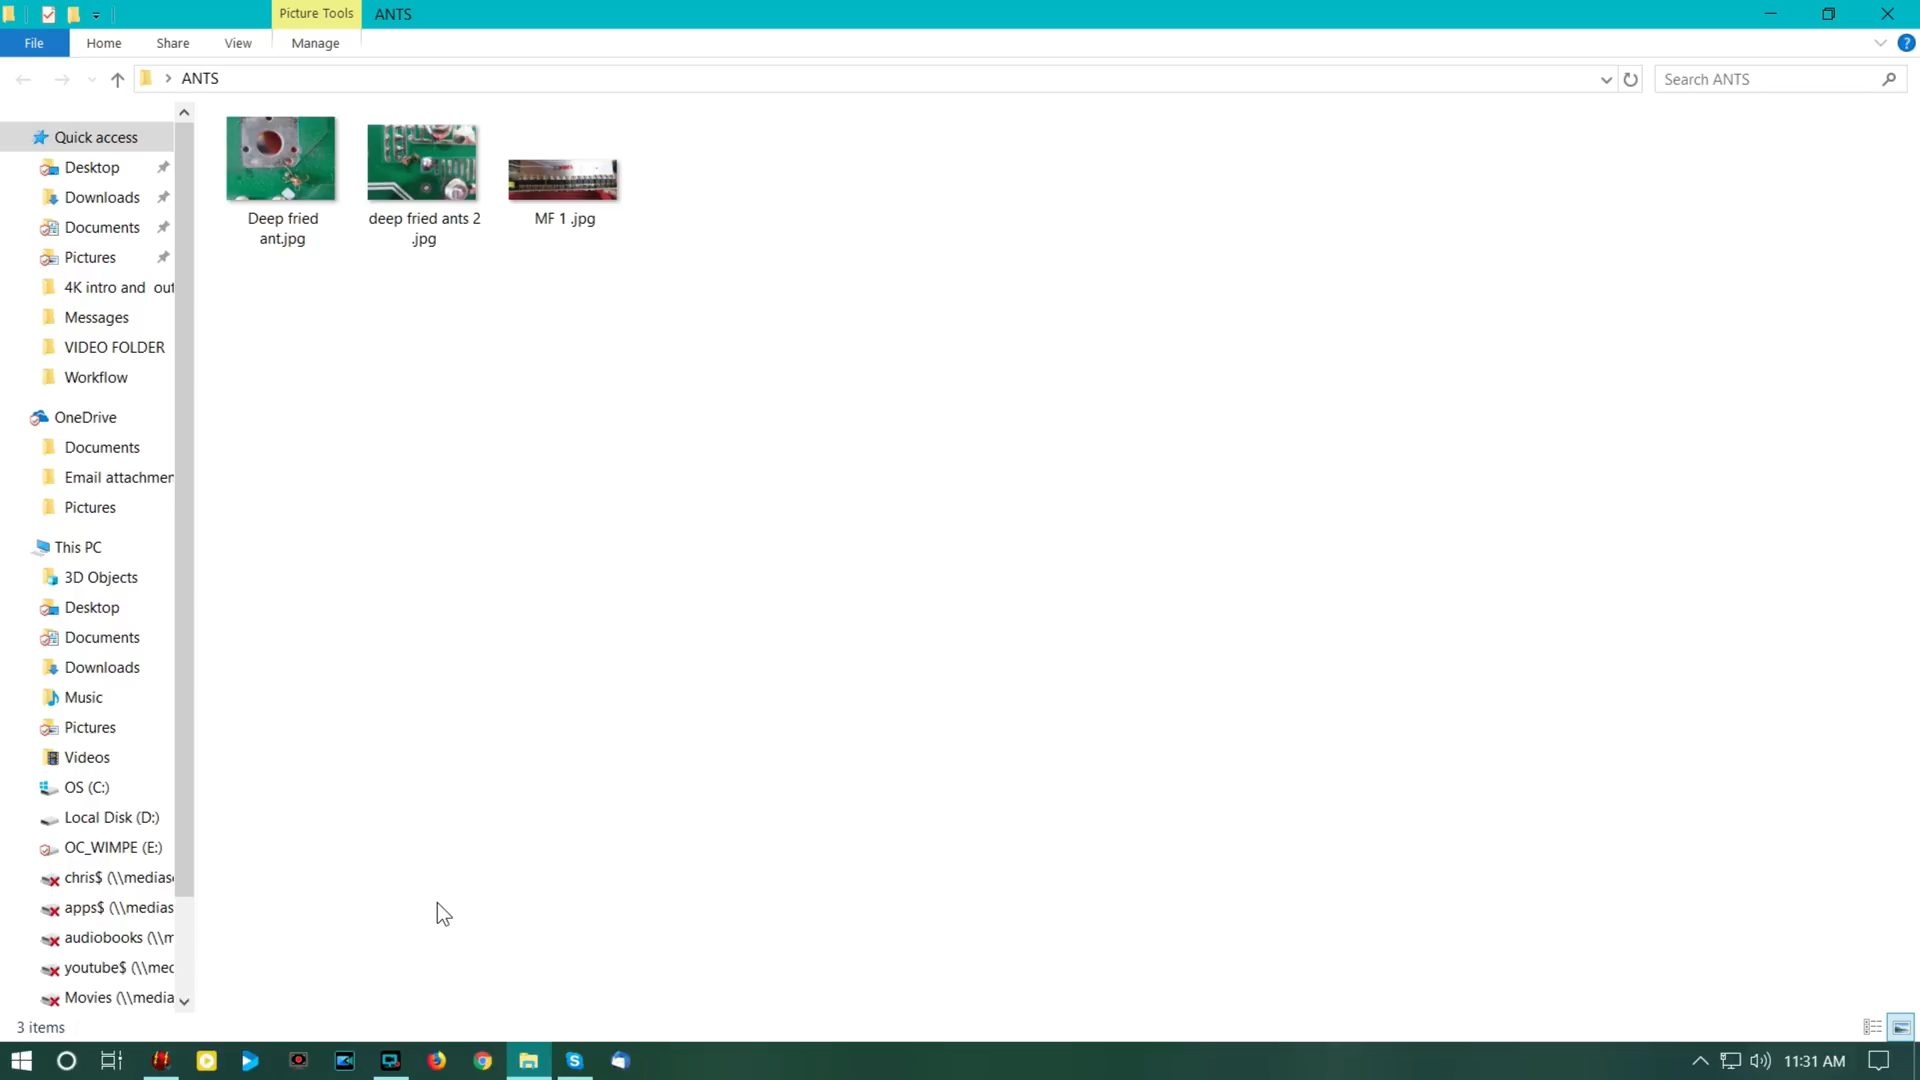 Picture Tools
ANTS
File
Home
Share
View
Manage
ANTS
Search ANTS
Quick access
Desktop
Downloads
Documents
Pictures
4K intro and out
Messages
VIDEO FOLDER
Workflow
OneDrive
Documents
Email attachmen
Pictures
This PC
3D Objects
Desktop
Documents
Downloads
Music
Pictures
Videos
OS (C:)
Local Disk (D:)
OC_WIMPE (E:)
chris$ (\\medias
apps$ (\\medias
audiobooks (\\m
youtube$ (\\med
Movies (\\media
Deep fried
ant.jpg
deep fried ants 2
.jpg
MF 1 .jpg
3 items
11:31 AM